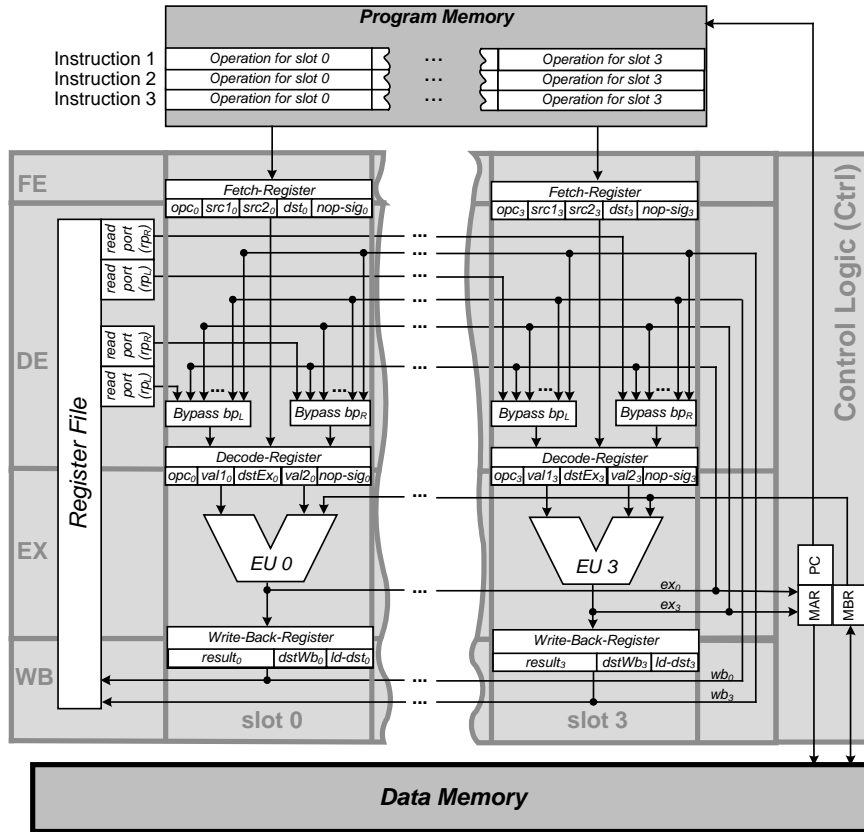 Program Memory
Instruction 1 Operation for slot 0 ... Operation for slot 3
Instruction 2 Operation for slot 0 ... Operation for slot 3
Instruction 3 Operation for slot 0 ... Operation for slot 3
FE
Fetch-Register Fetch-Register
opc0 src10 src20 dst0 nop-sig0 opc3 src13 src23 dst3 nop-sig3
Control Logic (Ctrl)
DE
Register File
read port (rpR)
...
read port (rpL)
...
...
...
read port (rpR)
...
read port (rpL)
...
... ... ... ...
Bypass bpL Bypass bpR Bypass bpL Bypass bpR
Decode-Register Decode-Register
opc0 val10 dstEx0 val20 nop-sig0 opc3 val13 dstEx3 val23 nop-sig3
...
EX
EU 0 EU 3
PC
... ex0
MAR MBR
... ex3
Write-Back-Register Write-Back-Register
result0 dstWb0 ld-dst0 result3 dstWb3 ld-dst3
WB
... wb0
... wb3
slot 0 slot 3
Data Memory